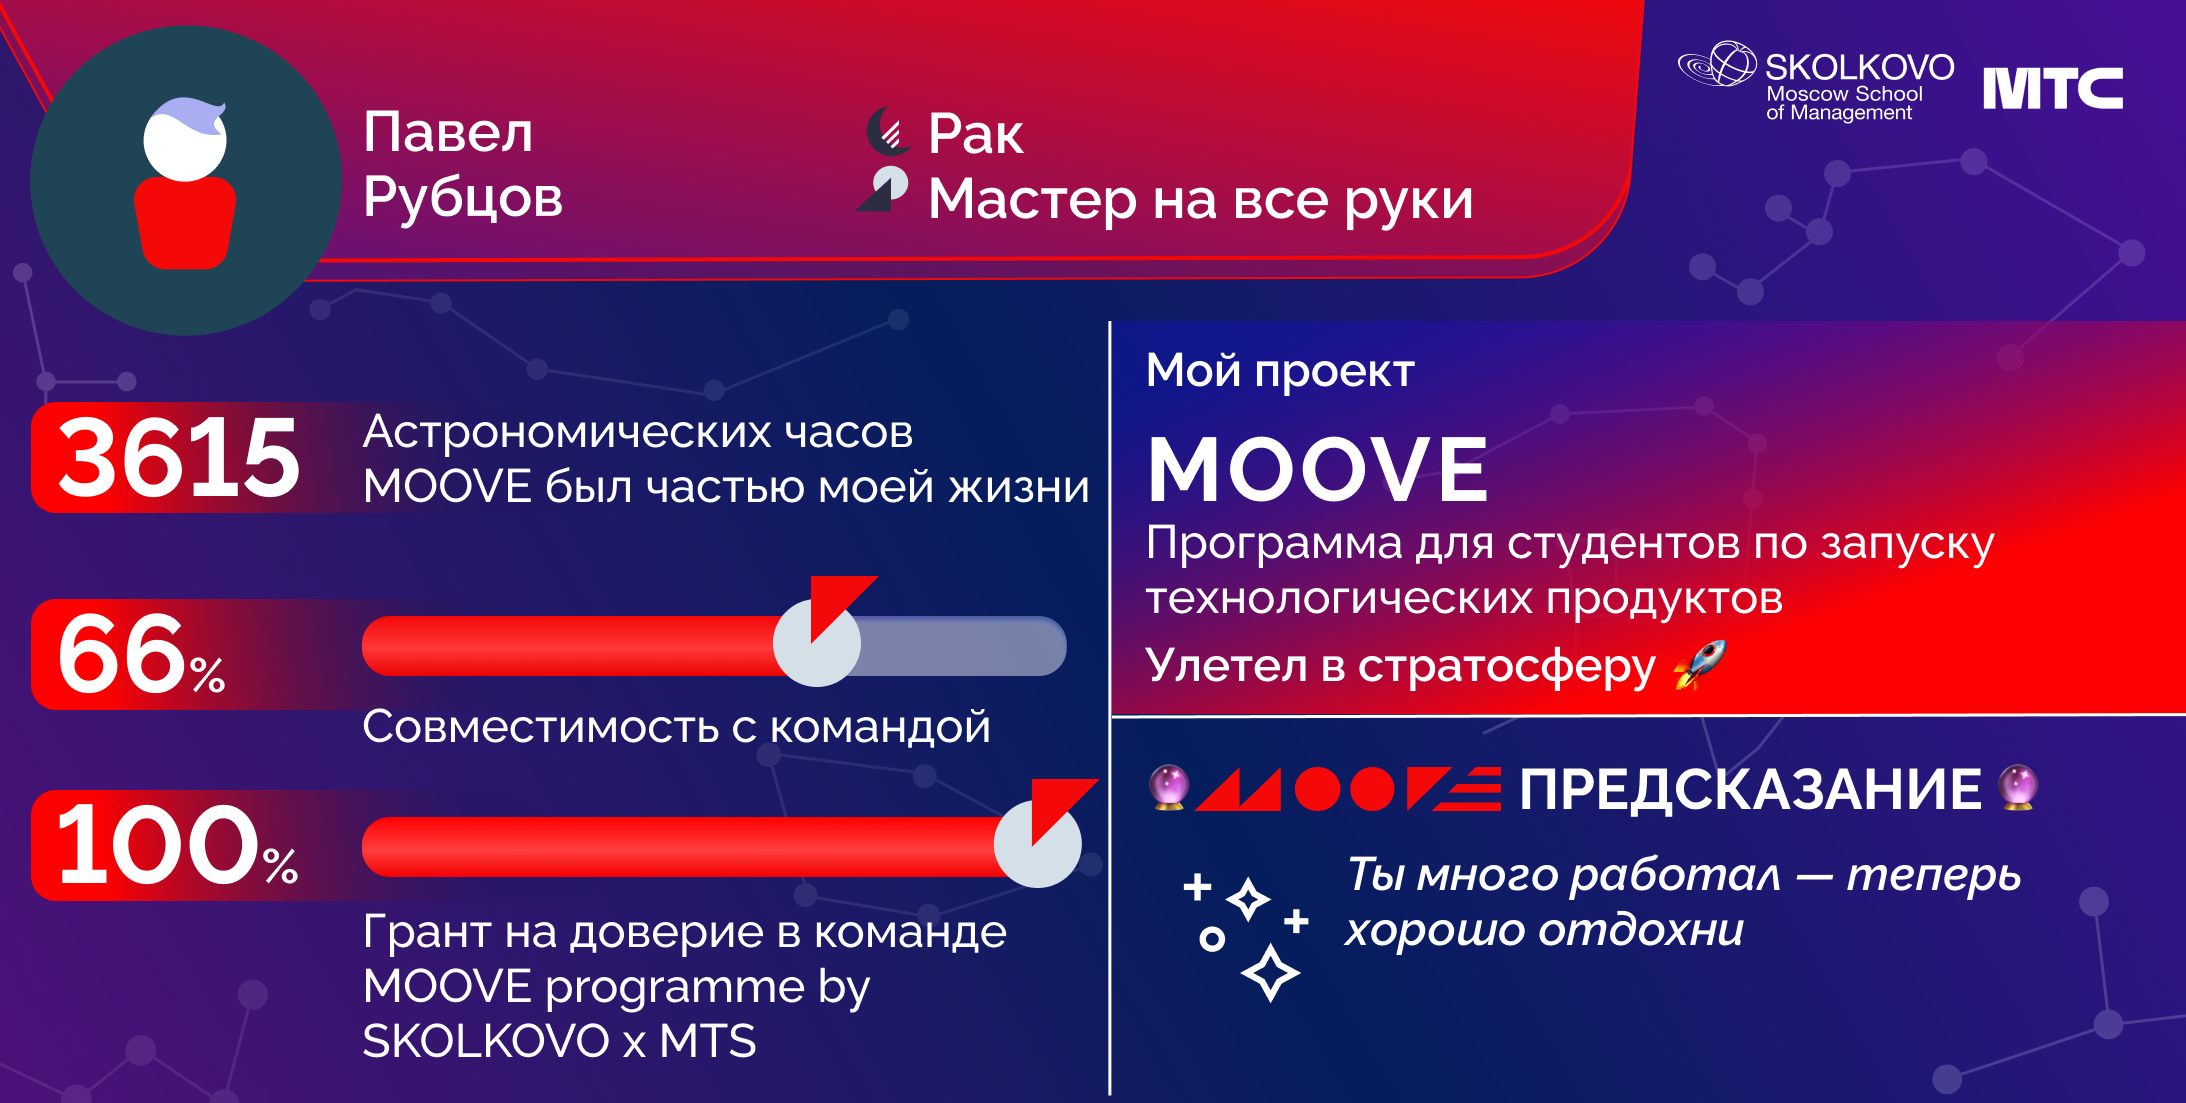 Павел
Рубцов
Рак
Мастер на все руки
SKOLKOVO
Moscow School
of Management
МТС
3615
Астрономических часов
MOOVE был частью моей жизни
66%
Совместимость с командой
100%
Грант на доверие в команде
MOOVE programme by
SKOLKOVO x MTS
Мой проект
MOOVE
Программа для студентов по запуску
технологических продуктов
Улетел в стратосферу 🚀
🔮MOOVE ПРЕДСКАЗАНИЕ🔮
Ты много работал — теперь
хорошо отдохни